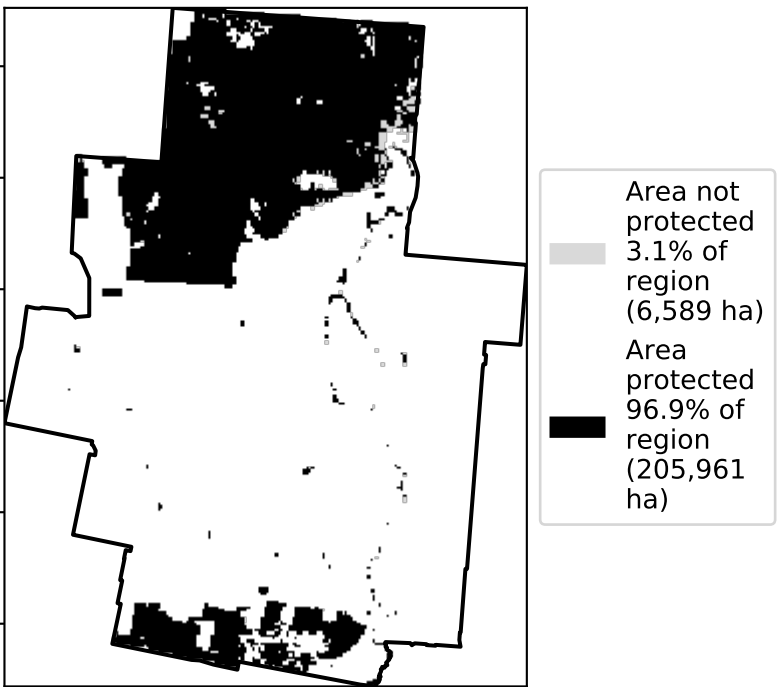 Area not
protected
3.1% of
region
(6,589 ha)
Area
protected
96.9% of
region
(205,961
ha)